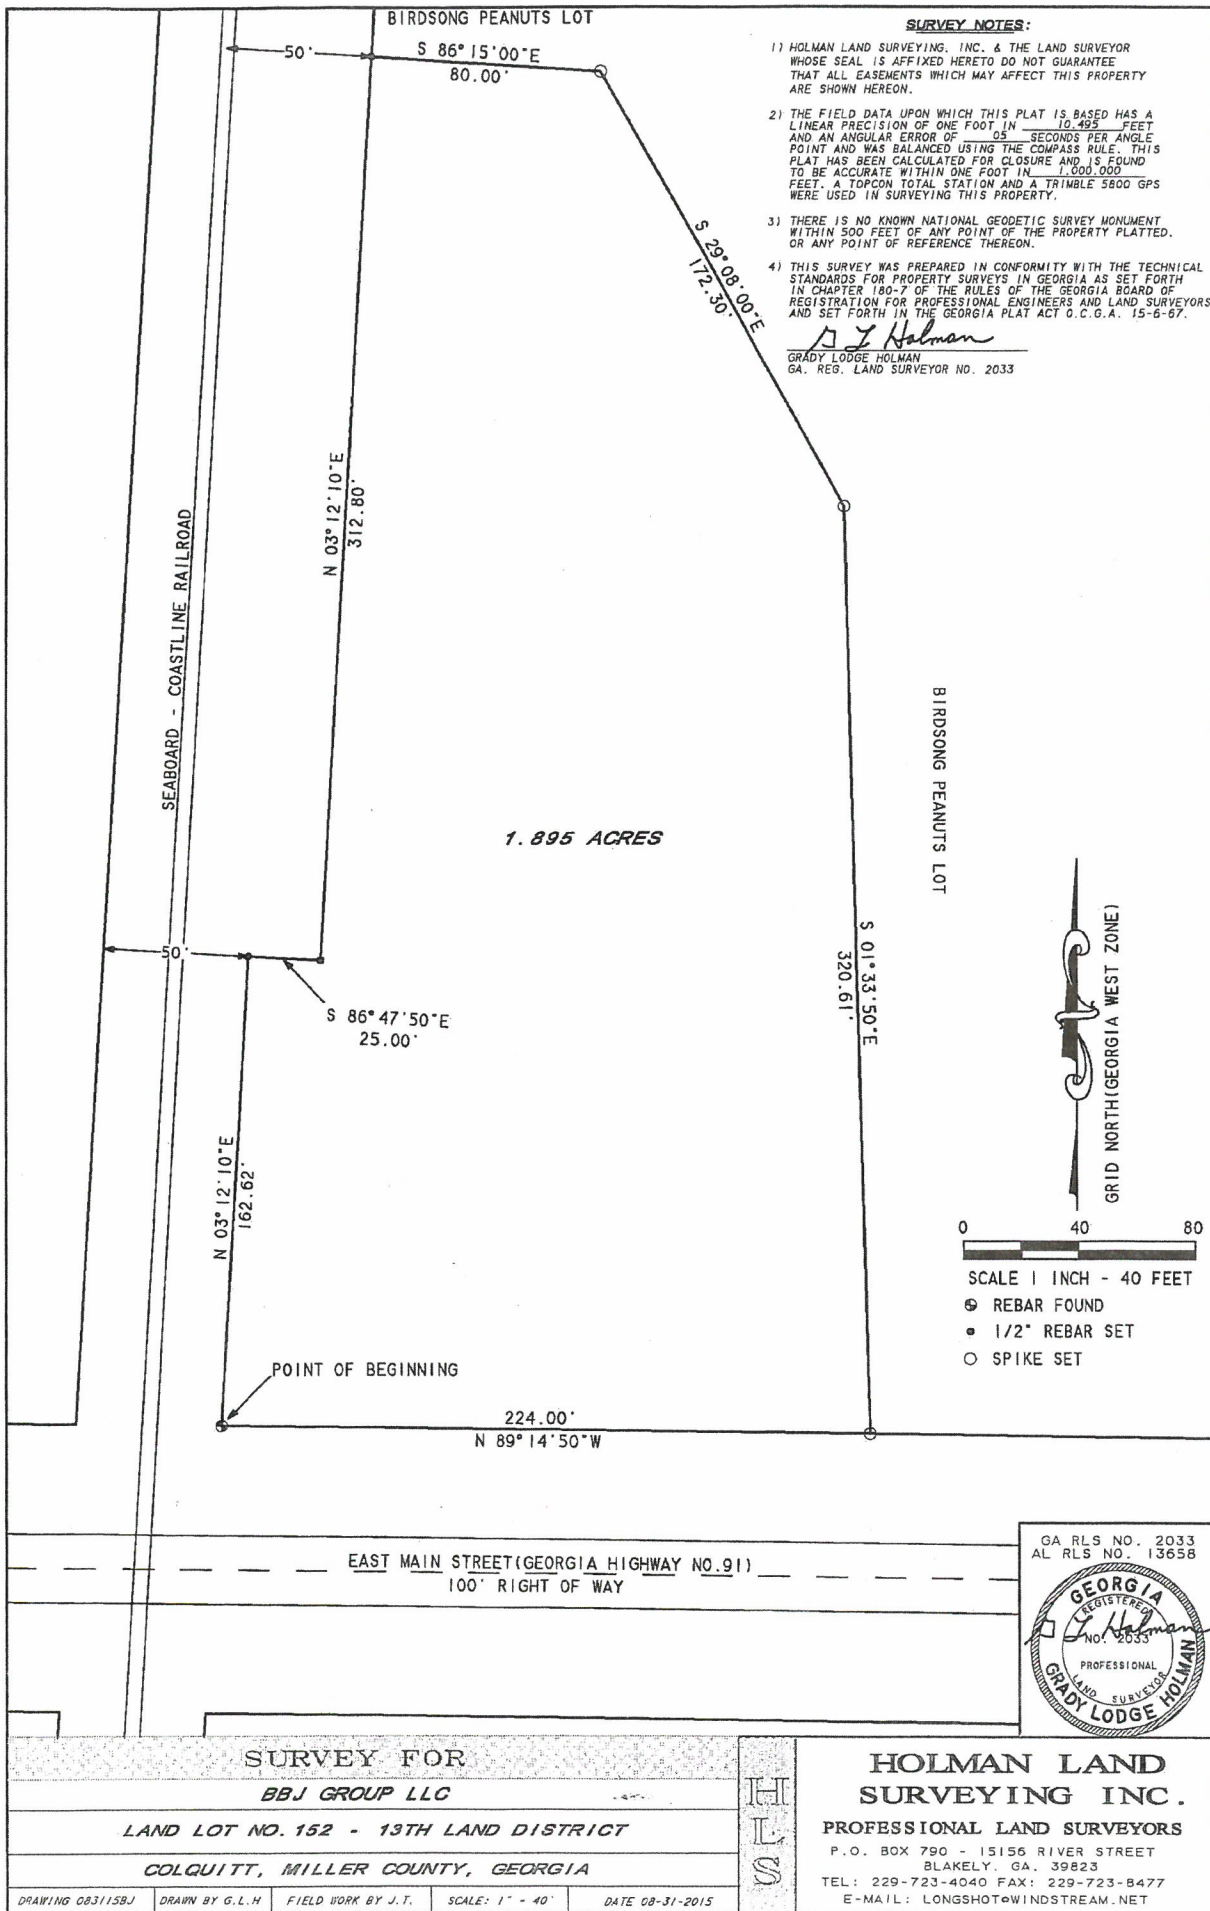 BIRDSONG PEANUTS LOT
50'
S 86°15'00"E
80.00'
SURVEY NOTES:
1) HOLMAN LAND SURVEYING, INC. & THE LAND SURVEYOR
WHOSE SEAL IS AFFIXED HERETO DO NOT GUARANTEE
THAT ALL EASEMENTS WHICH MAY AFFECT THIS PROPERTY
ARE SHOWN HEREON.
2) THE FIELD DATA UPON WHICH THIS PLAT IS BASED HAS A
LINEAR PRECISION OF ONE FOOT IN 10,495 FEET
AND AN ANGULAR ERROR OF 05 SECONDS PER ANGLE
POINT AND WAS BALANCED USING THE COMPASS RULE. THIS
PLAT HAS BEEN CALCULATED FOR CLOSURE AND IS FOUND
TO BE ACCURATE WITHIN ONE FOOT IN 1,000,000
FEET. A TOPCON TOTAL STATION AND A TRIMBLE 5800 GPS
WERE USED IN SURVEYING THIS PROPERTY.
3) THERE IS NO KNOWN NATIONAL GEODETIC SURVEY MONUMENT
WITHIN 500 FEET OF ANY POINT OF THE PROPERTY PLATTED,
OR ANY POINT OF REFERENCE THEREON.
4) THIS SURVEY WAS PREPARED IN CONFORMITY WITH THE TECHNICAL
STANDARDS FOR PROPERTY SURVEYS IN GEORGIA AS SET FORTH
IN CHAPTER 180-7 OF THE RULES OF THE GEORGIA BOARD OF
REGISTRATION FOR PROFESSIONAL ENGINEERS AND LAND SURVEYORS
AND SET FORTH IN THE GEORGIA PLAT ACT O.C.G.A. 15-6-67.
G L Holman
GRADY LODGE HOLMAN
GA. REG. LAND SURVEYOR NO. 2033
S 29°08'00"E
172.30'
N 03°12'10"E
312.80'
SEABOARD - COASTLINE RAILROAD
BIRDSONG PEANUTS LOT
1.895 ACRES
50'
S 86°47'50"E
25.00'
S 01°33'50"E
320.61'
GRID NORTH(GEORGIA WEST ZONE)
N 03°12'10"E
162.62'
0 40 80
SCALE 1 INCH - 40 FEET
REBAR FOUND
1/2" REBAR SET
SPIKE SET
POINT OF BEGINNING
224.00'
N 89°14'50"W
EAST MAIN STREET(GEORGIA HIGHWAY NO.91)
100' RIGHT OF WAY
GA RLS NO. 2033
AL RLS NO. 13658
GEORGIA
REGISTERED
G L Holman
NO. 2033
PROFESSIONAL
LAND SURVEYOR
GRADY LODGE HOLMAN
SURVEY FOR
BBJ GROUP LLC
LAND LOT NO. 152 - 13TH LAND DISTRICT
COLQUITT, MILLER COUNTY, GEORGIA
DRAWING 083115BJ DRAWN BY G.L.H FIELD WORK BY J.T. SCALE: 1" - 40' DATE 08-31-2015
HLS
HOLMAN LAND
SURVEYING INC.
PROFESSIONAL LAND SURVEYORS
P.O. BOX 790 - 15156 RIVER STREET
BLAKELY, GA. 39823
TEL: 229-723-4040 FAX: 229-723-8477
E-MAIL: LONGSHOT@WINDSTREAM.NET